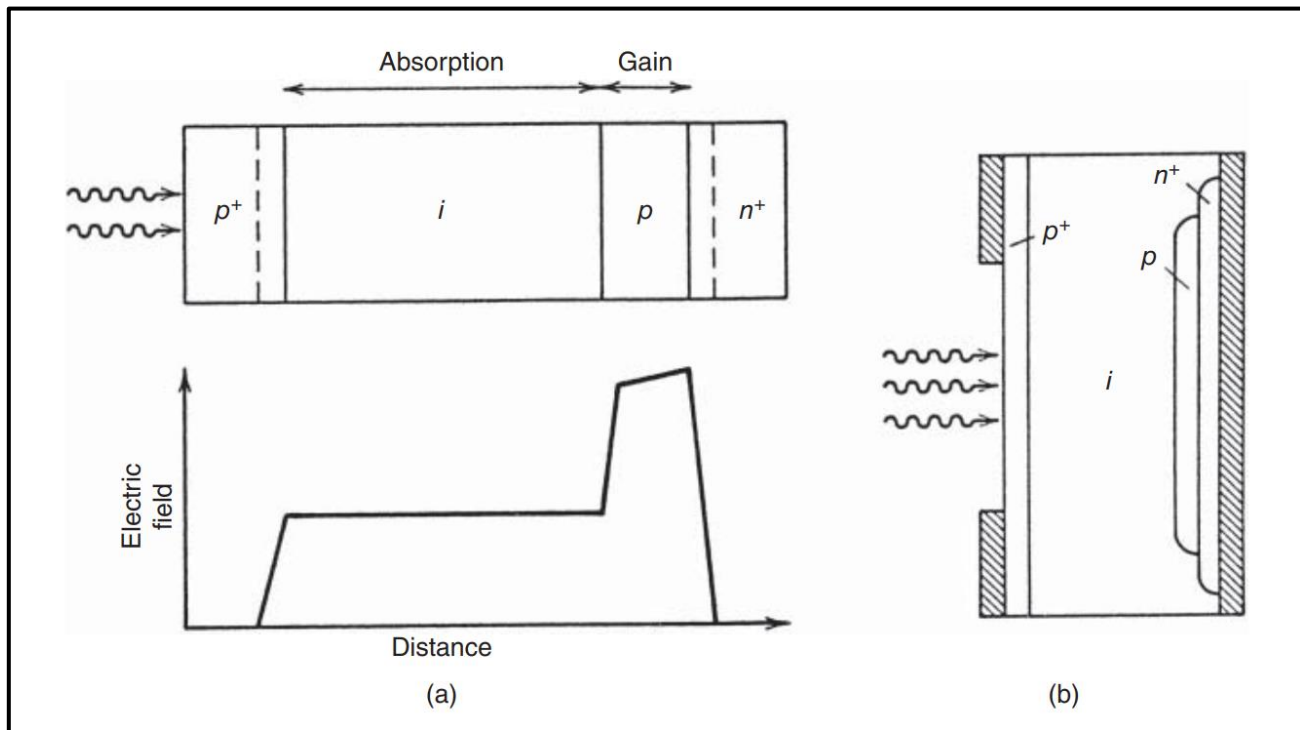 Absorption
Gain
p+
i
p
n+
Electric
field
Distance
(a)
n+
p+
p
i
(b)